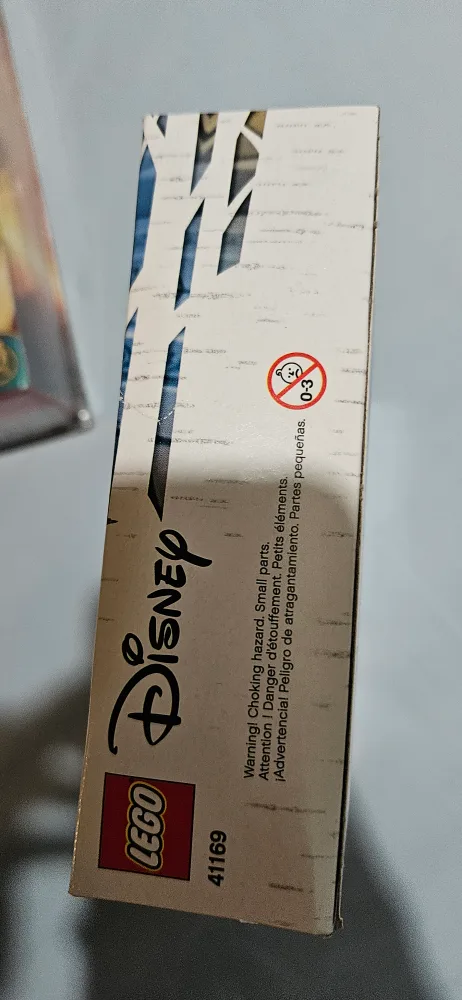 LEGO
Disney
41169
Warning! Choking hazard. Small parts.
Attention ! Danger d'étouffement. Petits éléments.
¡Advertencia! Peligro de atragantamiento. Partes pequeñas.
0-3